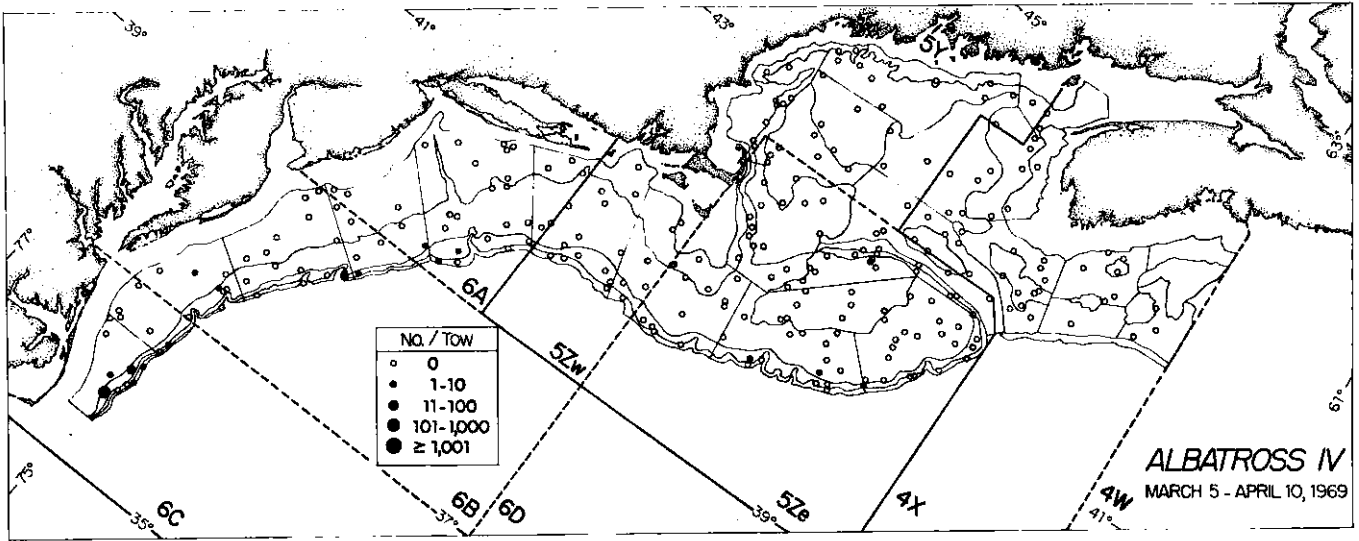 39°
41°
43°
45°
5Y
63°
77°
6A
5Zw
No. / Tow
0
1-10
11-100
101-1,000
≥ 1,001
67°
75°
ALBATROSS IV
MARCH 5 - APRIL 10, 1969
6C
35°
6B
37°
6D
5Ze
39°
4X
4W
41°